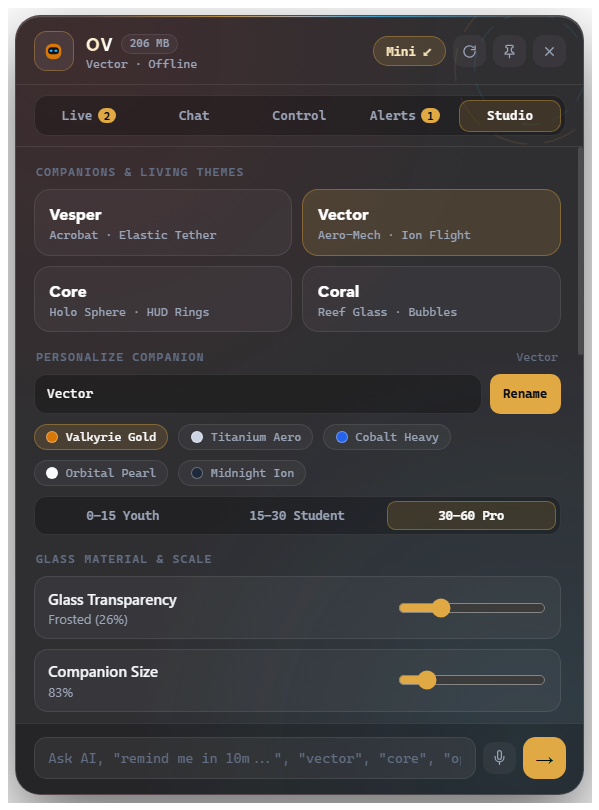 OV 206 MB
Vector · Offline
Mini ↙
Live 2 Chat Control Alerts 1 Studio
COMPANIONS & LIVING THEMES
Vesper
Acrobat · Elastic Tether
Vector
Aero-Mech · Ion Flight
Core
Holo Sphere · HUD Rings
Coral
Reef Glass · Bubbles
PERSONALIZE COMPANION Vector
Vector Rename
Valkyrie Gold Titanium Aero Cobalt Heavy
Orbital Pearl Midnight Ion
0–15 Youth 15–30 Student 30–60 Pro
GLASS MATERIAL & SCALE
Glass Transparency
Frosted (26%)
Companion Size
83%
Ask AI, "remind me in 10m...", "vector", "core", "o